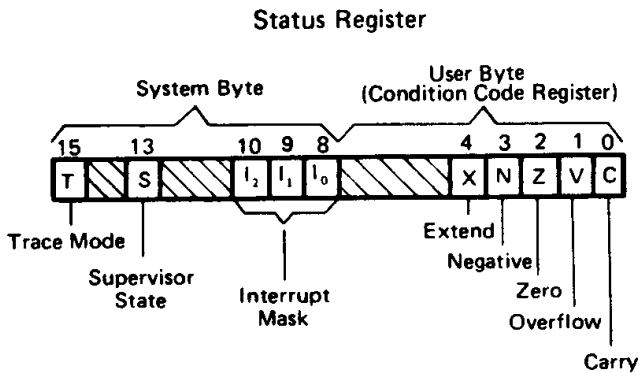 Status Register
System Byte
User Byte
(Condition Code Register)
15 13 10 9 8 4 3 2 1 0
T S I₂ I₁ I₀ X N Z V C
Trace Mode
Supervisor
State
Interrupt
Mask
Extend
Negative
Zero
Overflow
Carry